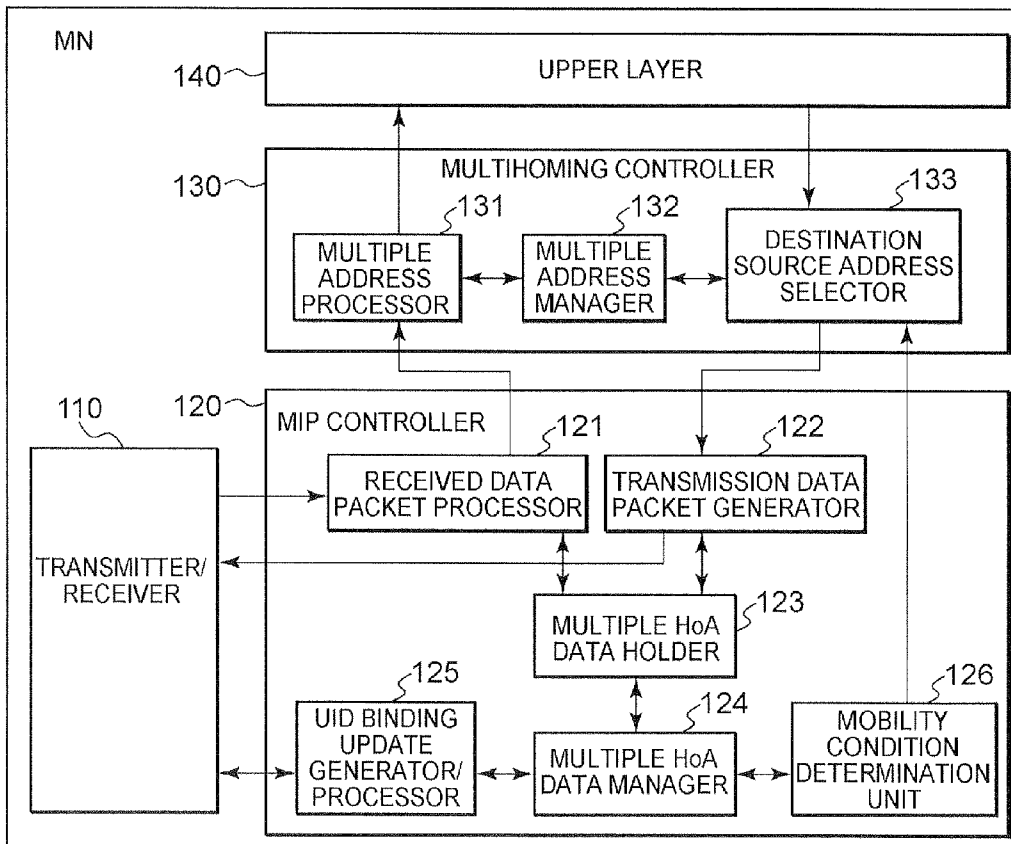 MN
140
UPPER LAYER
130
MULTIHOMING CONTROLLER
131
MULTIPLE
ADDRESS
PROCESSOR
132
MULTIPLE
ADDRESS
MANAGER
133
DESTINATION
SOURCE ADDRESS
SELECTOR
110
TRANSMITTER/
RECEIVER
120
MIP CONTROLLER
121
RECEIVED DATA
PACKET PROCESSOR
122
TRANSMISSION DATA
PACKET GENERATOR
123
MULTIPLE HoA
DATA HOLDER
125
UID BINDING
UPDATE
GENERATOR/
PROCESSOR
124
MULTIPLE HoA
DATA MANAGER
126
MOBILITY
CONDITION
DETERMINATION
UNIT